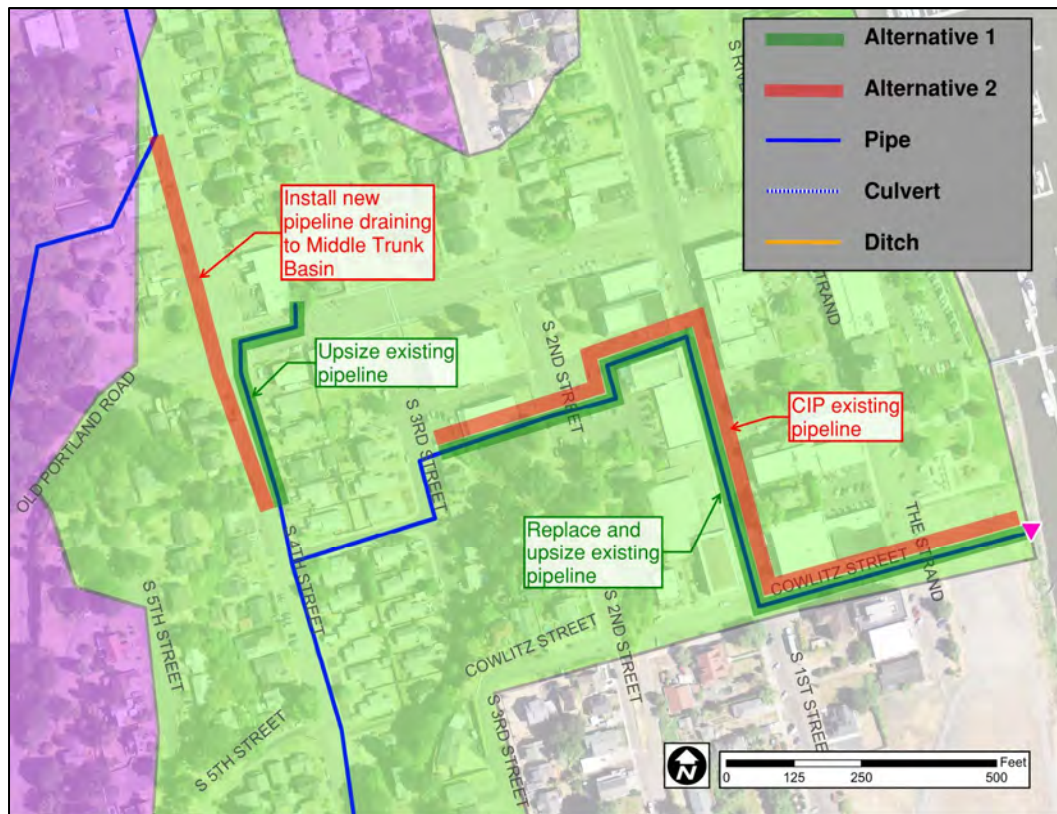 Alternative 1
Alternative 2
Pipe
Culvert
Ditch
Install new
pipeline draining
to Middle Trunk
Basin
Upsize existing
pipeline
CIP existing
pipeline
Replace and
upsize existing
pipeline
S RIVE
STRAND
S 2ND STREET
S 3RD STREET
OLD PORTLAND ROAD
THE STRAND
COWLITZ STREET
S 4TH STREET
S 5TH STREET
S 2ND STREET
COWLITZ STREET
S 1ST STREET
S 3RD STREET
S 5TH STREET
N
Feet
0 125 250 500